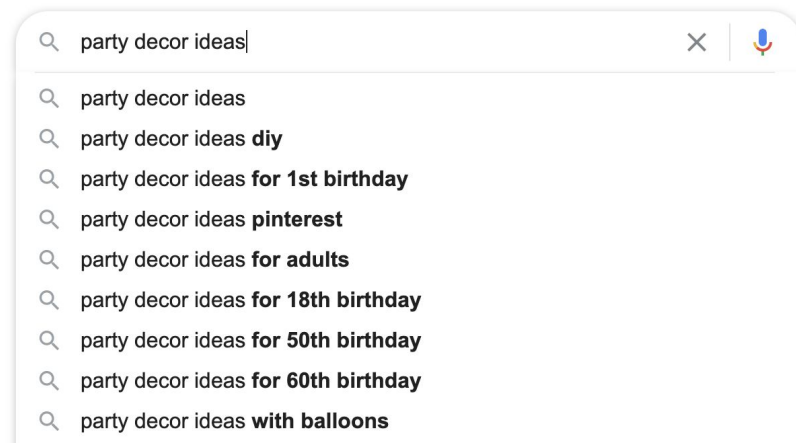 party decor ideas
party decor ideas
party decor ideas diy
party decor ideas for 1st birthday
party decor ideas pinterest
party decor ideas for adults
party decor ideas for 18th birthday
party decor ideas for 50th birthday
party decor ideas for 60th birthday
party decor ideas with balloons